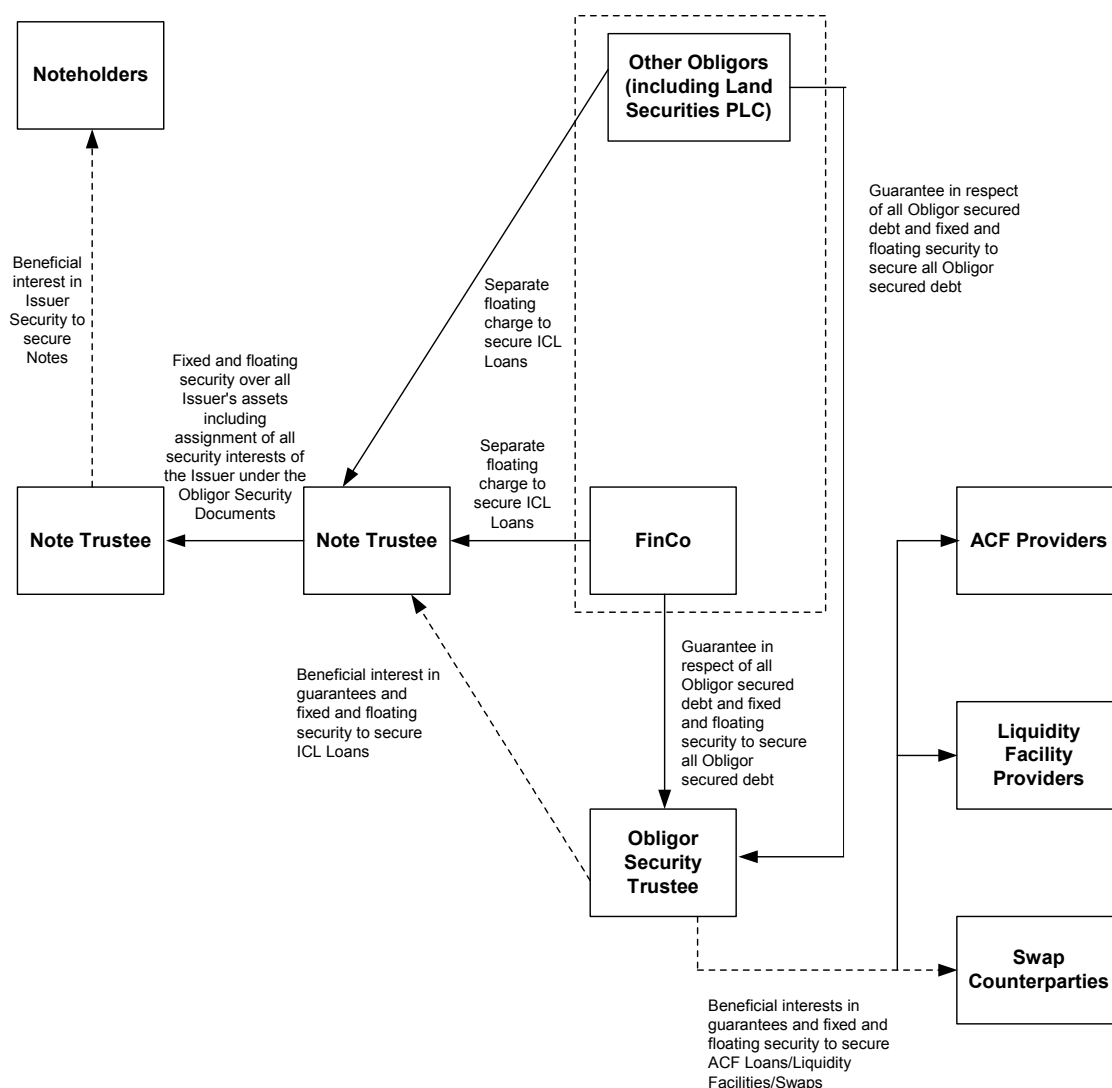 Noteholders
Other Obligors
(including Land
Securities PLC)
Guarantee in respect
of all Obligor secured
debt and fixed and
floating security to
secure all Obligor
secured debt
Beneficial
interest in
Issuer
Security to
secure
Notes
Separate
floating
charge to
secure ICL
Loans
Fixed and floating
security over all
Issuer's assets
including
assignment of all
security interests of
the Issuer under the
Obligor Security
Documents
Separate
floating
charge to
secure ICL
Loans
Note Trustee
Note Trustee
FinCo
ACF Providers
Beneficial interest in
guarantees and
fixed and floating
security to secure
ICL Loans
Guarantee in
respect of all
Obligor secured
debt and fixed
and floating
security to secure
all Obligor
secured debt
Liquidity
Facility
Providers
Obligor
Security
Trustee
Swap
Counterparties
Beneficial interests in
guarantees and fixed and
floating security to secure
ACF Loans/Liquidity
Facilities/Swaps